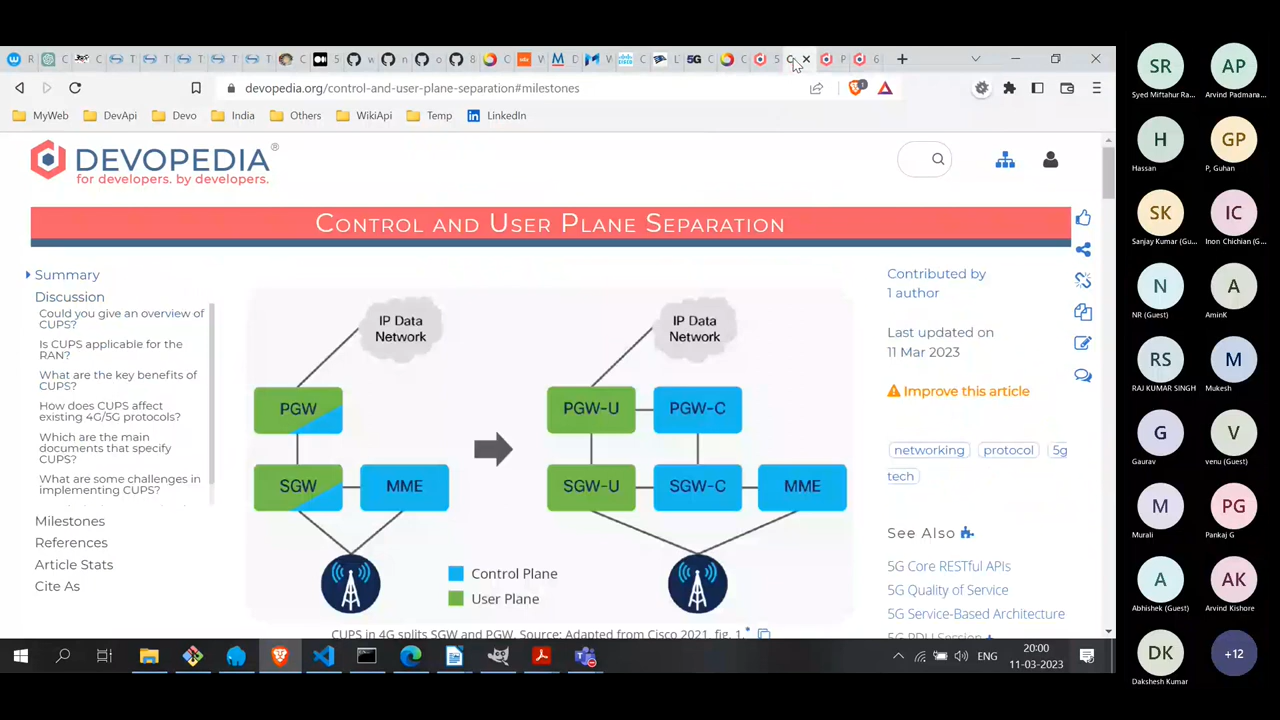 R
C
C
T
T
T
T
C
5
w
n
o
8
C
W
D
W
C
L
5G
C
C
5
C
P
6
devopedia.org/control-and-user-plane-separation#milestones
MyWeb
DevApi
Devo
India
Others
WikiApi
Temp
LinkedIn
DEVOPEDIA®
for developers. by developers.
CONTROL AND USER PLANE SEPARATION
Summary
Discussion
Could you give an overview of
CUPS?
Is CUPS applicable for the
RAN?
What are the key benefits of
CUPS?
How does CUPS affect
existing 4G/5G protocols?
Which are the main
documents that specify
CUPS?
What are some challenges in
implementing CUPS?
Milestones
References
Article Stats
Cite As
IP Data
Network
PGW
SGW
MME
IP Data
Network
PGW-U
PGW-C
SGW-U
SGW-C
MME
Control Plane
User Plane
CUPS in 4G splits SGW and PGW. Source: Adapted from Cisco 2021, fig. 1.*
Contributed by
1 author
Last updated on
11 Mar 2023
Improve this article
networking
protocol
5g
tech
See Also
5G Core RESTful APIs
5G Quality of Service
5G Service-Based Architecture
5G PDU Session
ENG
20:00
11-03-2023
SR
Syed Miftahur Ra...
AP
Arvind Padmana...
H
Hassan
GP
P, Guhan
SK
Sanjay Kumar (Gu...
IC
Inon Chichian (G...
N
NR (Guest)
A
AminK
RS
RAJ KUMAR SINGH
M
Mukesh
G
Gaurav
V
venu (Guest)
M
Murali
PG
Pankaj G
A
Abhishek (Guest)
AK
Arvind Kishore
DK
Dakshesh Kumar
+12